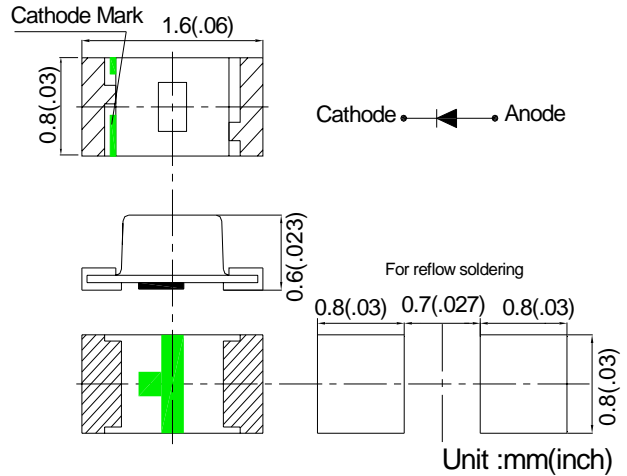 Cathode Mark
1.6(.06)
0.8(.03)
Cathode
Anode
0.6(.023)
For reflow soldering
0.8(.03)
0.7(.027)
0.8(.03)
0.8(.03)
Unit :mm(inch)